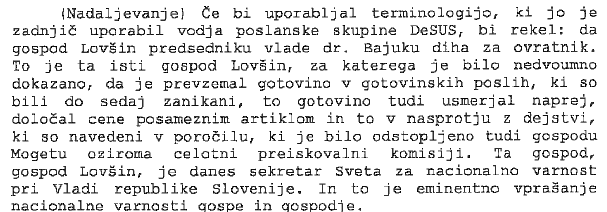 (Nadaljevanje) Če bi uporabljal terminologijo, ki jo je
zadnjič uporabil vodja poslanske skupine DeSUS, bi rekel: da
gospod Lovšin predsedniku vlade dr. Bajuku diha za ovratnik.
To je ta isti gospod Lovšin, za katerega je bilo nedvoumno
dokazano, da je prevzemal gotovino v gotovinskih poslih, ki so
bili do sedaj zanikani, to gotovino tudi usmerjal naprej,
določal cene posameznim artiklom in to v nasprotju z dejstvi,
ki so navedeni v poročilu, ki je bilo odstopljeno tudi gospodu
Mogetu oziroma celotni preiskovalni komisiji. Ta gospod,
gospod Lovšin, je danes sekretar Sveta za nacionalno varnost
pri Vladi republike Slovenije. In to je eminentno vprašanje
nacionalne varnosti gospe in gospodje.